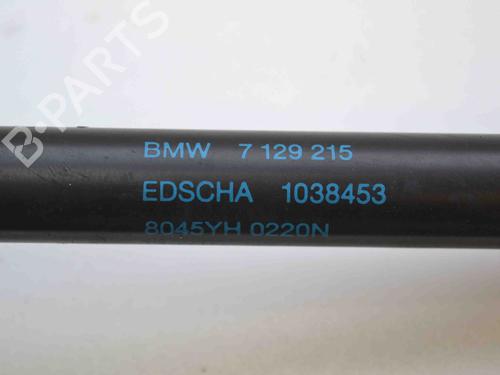 B-PARTS
BMW 7 129 215
EDSCHA 1038453
8045YH 0220N